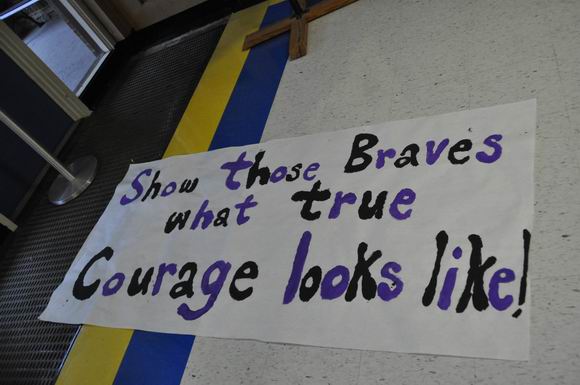 Show those Braves
what true
Courage looks like!